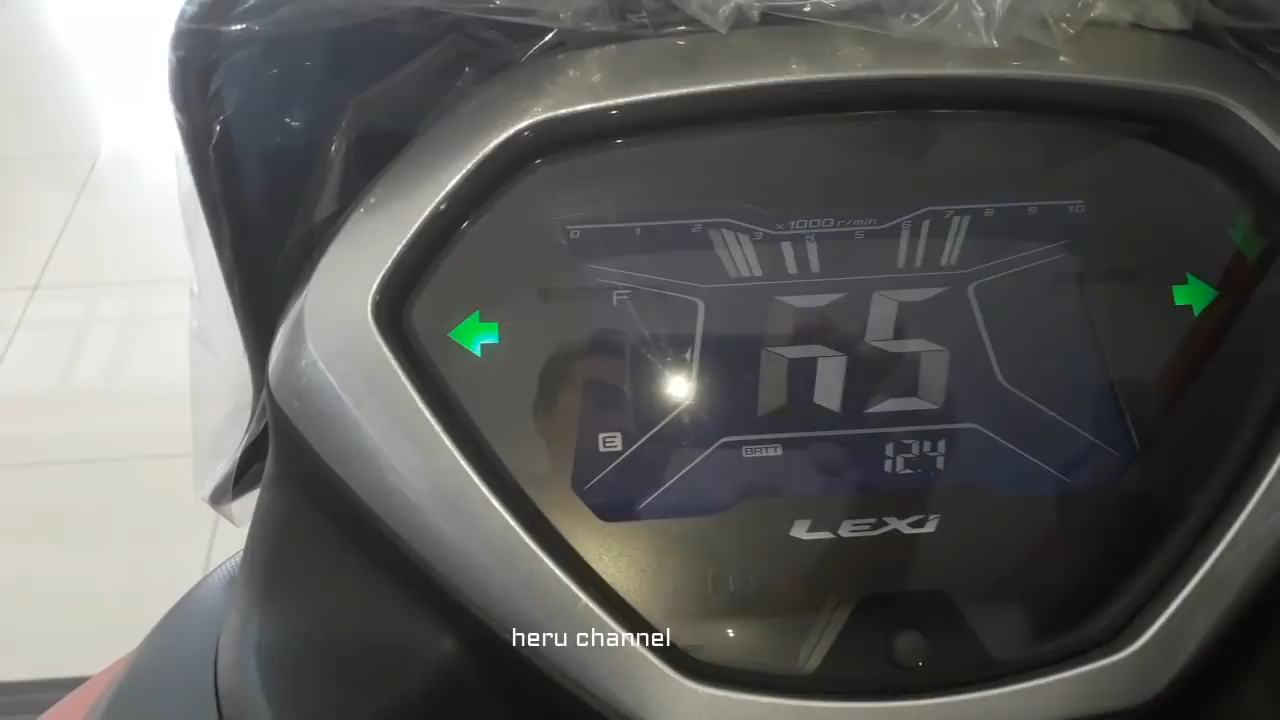 x1000 r/min
0 1 2 3 4 5 6 7 8 9 10
F
E
BATT
12.4
LEXi
heru channel